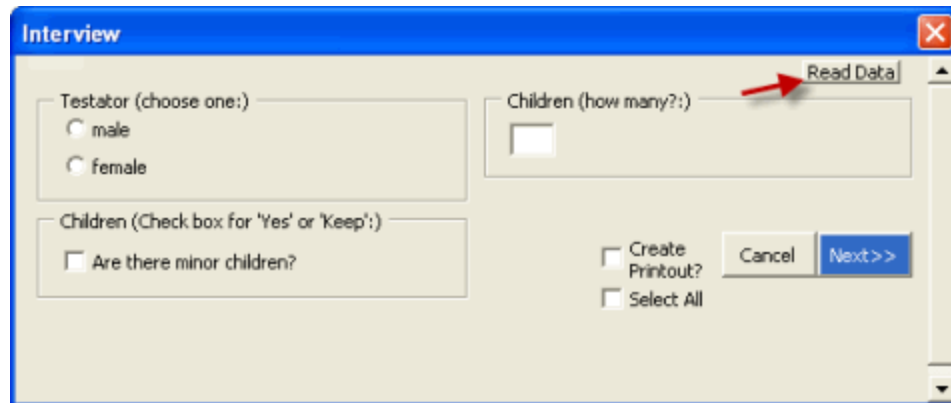 Interview
Read Data
Testator (choose one:)
male
female
Children (how many?:)
Children (Check box for 'Yes' or 'Keep':)
Are there minor children?
Create
Printout?
Select All
Cancel
Next>>